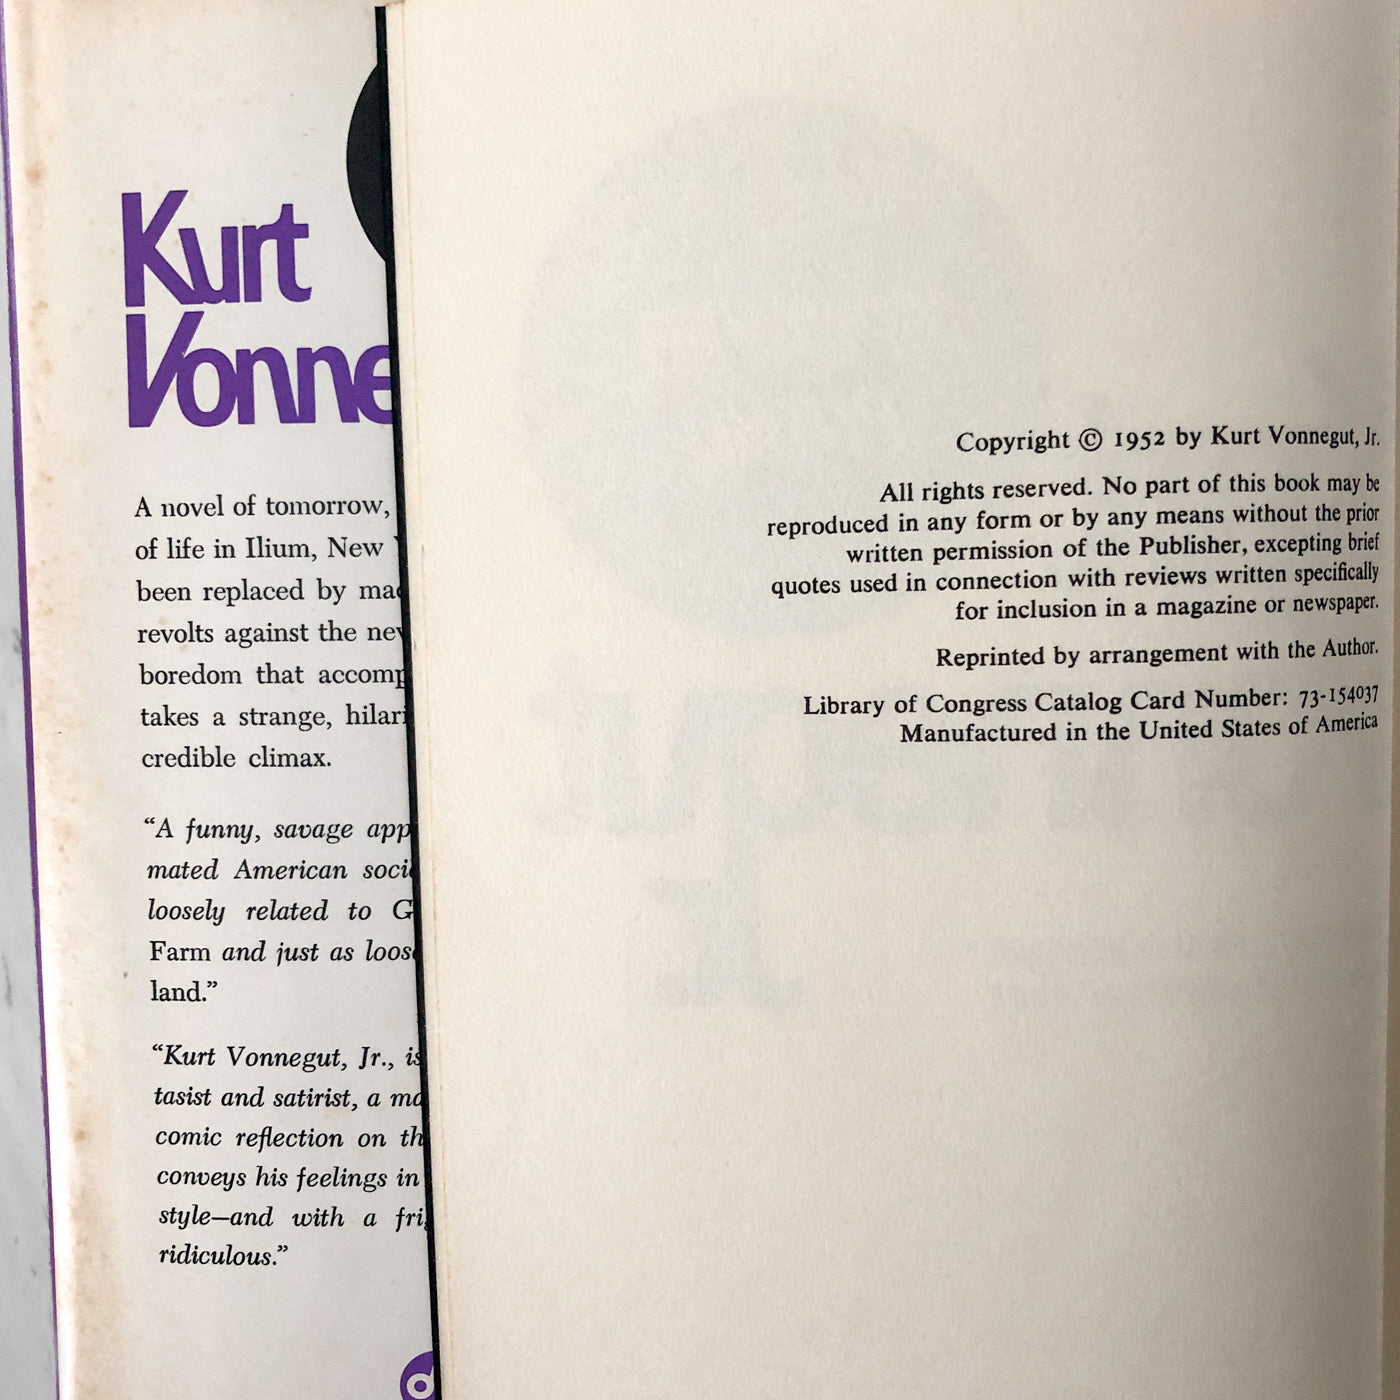 Kurt
Vonne
A novel of tomorrow,
of life in Ilium, New
been replaced by mac
revolts against the new
boredom that accomp
takes a strange, hilari
credible climax.
“A funny, savage app
mated American socie
loosely related to G
Farm and just as loose
land.”
“Kurt Vonnegut, Jr., is
tasist and satirist, a ma
comic reflection on th
conveys his feelings in
style—and with a frig
ridiculous.”
Copyright © 1952 by Kurt Vonnegut, Jr.
All rights reserved. No part of this book may be
reproduced in any form or by any means without the prior
written permission of the Publisher, excepting brief
quotes used in connection with reviews written specifically
for inclusion in a magazine or newspaper.
Reprinted by arrangement with the Author.
Library of Congress Catalog Card Number: 73-154037
Manufactured in the United States of America